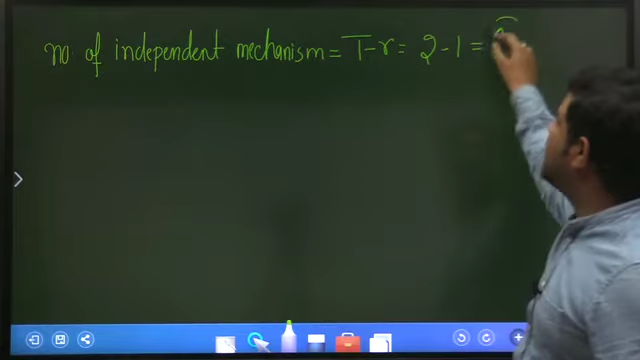 no. of independent mechanism = I - r = 2 - 1 =